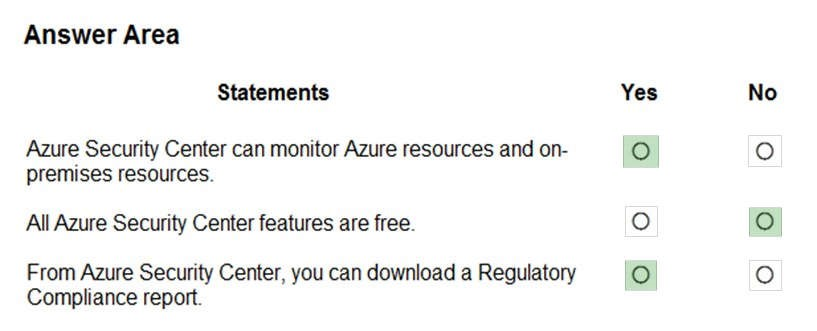 Answer Area
Statements Yes No
Azure Security Center can monitor Azure resources and on-
premises resources.
All Azure Security Center features are free.
From Azure Security Center, you can download a Regulatory
Compliance report.